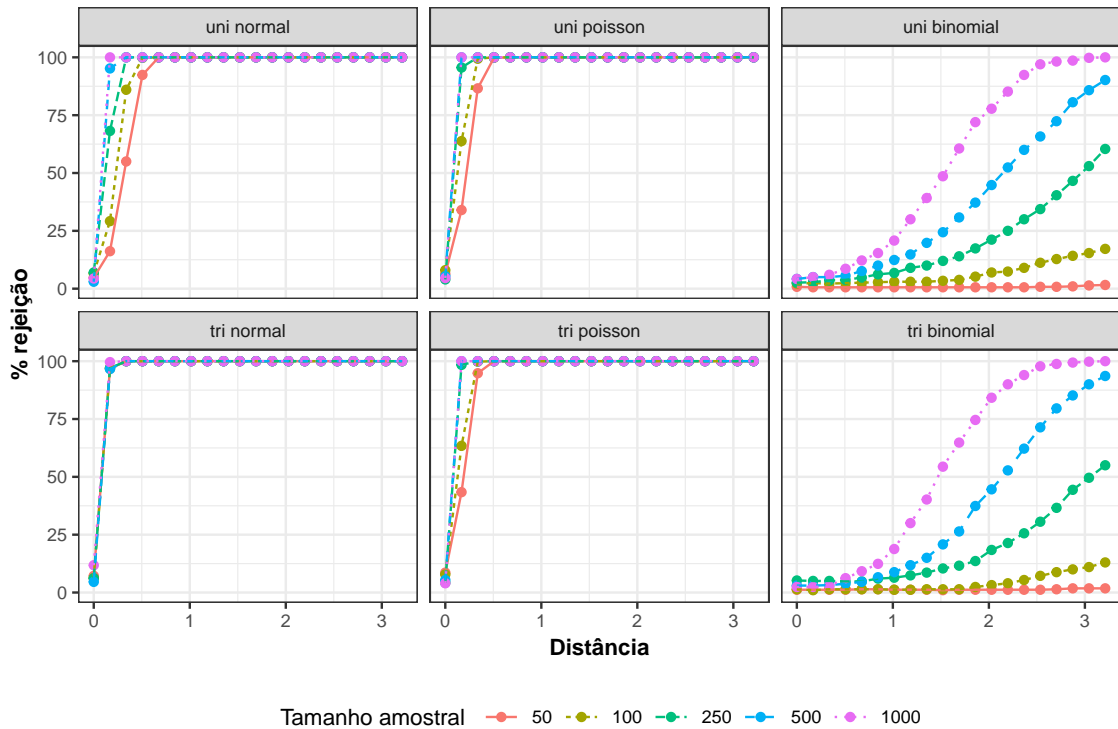 uni normal
uni poisson
uni binomial
100
75
50
25
0
tri normal
tri poisson
tri binomial
100
75
50
25
0
% rejeição
0 1 2 3
0 1 2 3
0 1 2 3
Distância
Tamanho amostral 50 100 250 500 1000